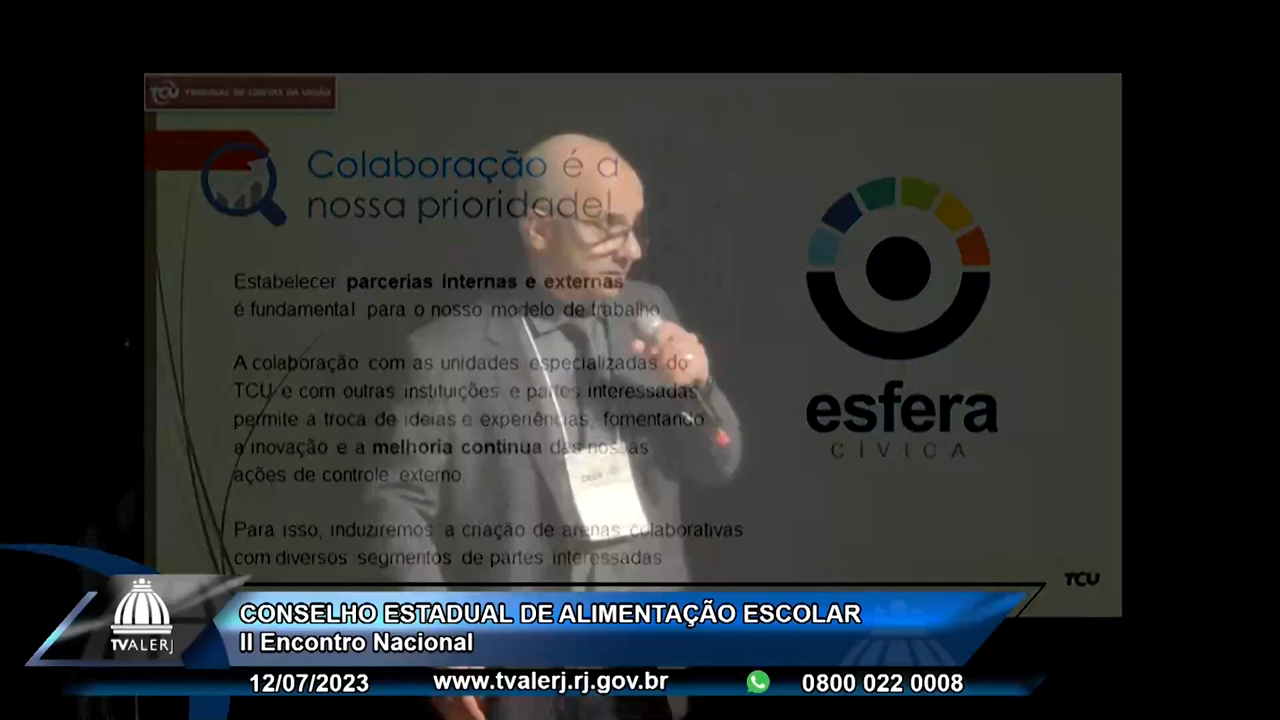 TCU TRIBUNAL DE CONTAS DA UNIÃO
Colaboração é a
nossa prioridade!
Estabelecer parcerias internas e externas
é fundamental para o nosso modelo de trabalho
A colaboração com as unidades especializadas do
TCU e com outras instituições e partes interessadas
permite a troca de ideias e experiências, fomentando
a inovação e a melhoria continua das nossas
ações de controle externo.
Para isso, induziremos a criação de arenas colaborativas
com diversos segmentos de partes interessadas
esfera
CÍVICA
TCU
TVALERJ
CONSELHO ESTADUAL DE ALIMENTAÇÃO ESCOLAR
II Encontro Nacional
12/07/2023
www.tvalerj.rj.gov.br
0800 022 0008